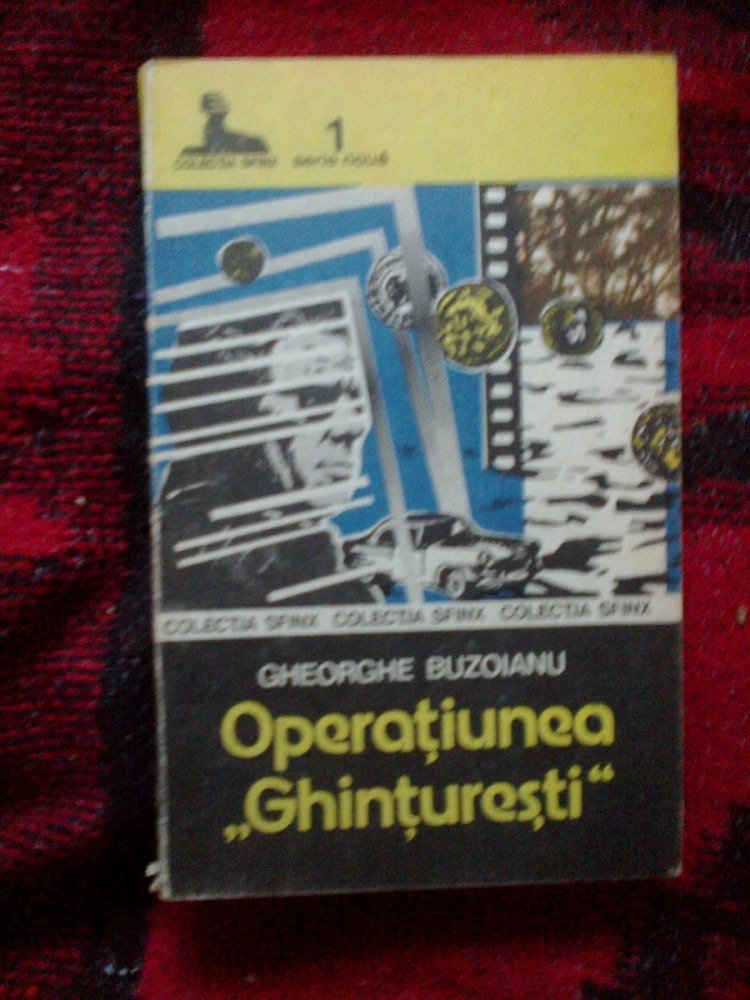 1
COLECȚIA SFINX serie nouă
COLECȚIA SFINX COLECȚIA SFINX COLECȚIA SFINX
GHEORGHE BUZOIANU
Operațiunea
„Ghințurești“